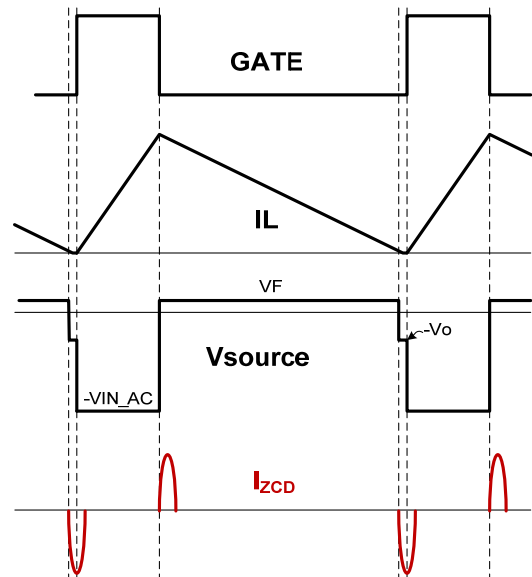 GATE
IL
VF
-Vo
Vsource
-VIN_AC
IZCD